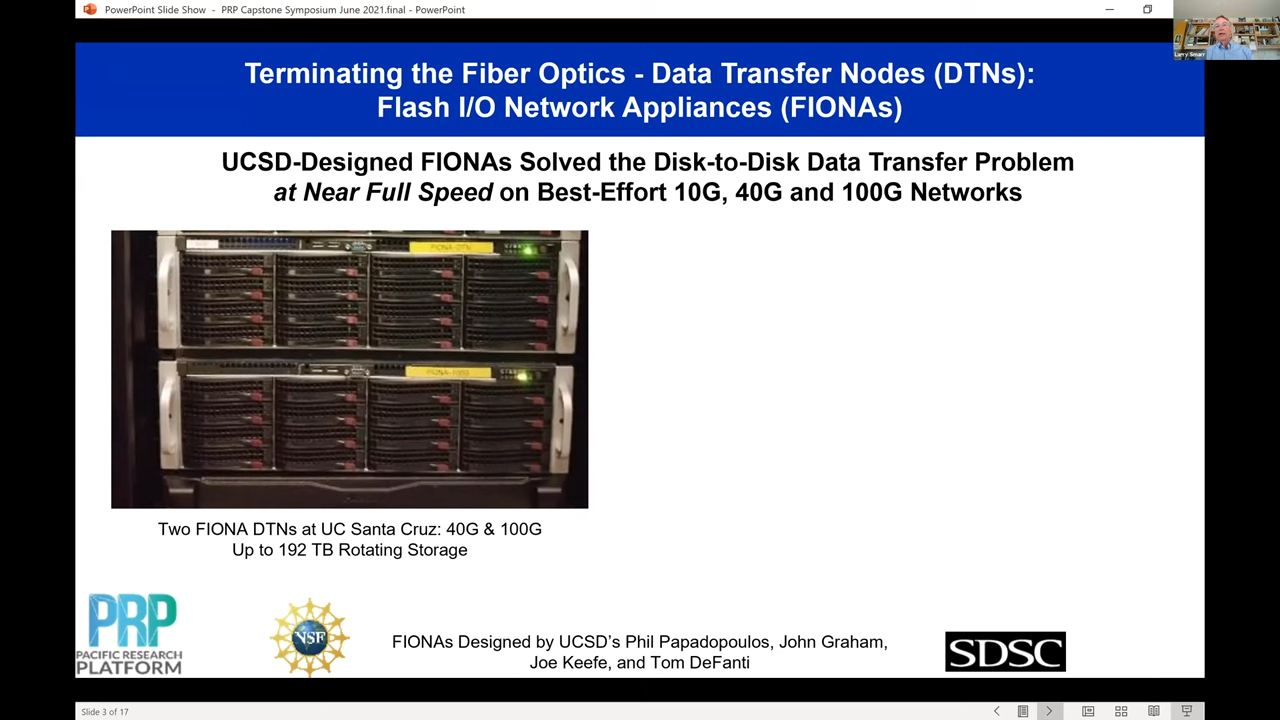 PowerPoint Slide Show - PRP Capstone Symposium June 2021.final - PowerPoint
Larry Smarr
Terminating the Fiber Optics - Data Transfer Nodes (DTNs):
Flash I/O Network Appliances (FIONAs)
UCSD-Designed FIONAs Solved the Disk-to-Disk Data Transfer Problem
at Near Full Speed on Best-Effort 10G, 40G and 100G Networks
Two FIONA DTNs at UC Santa Cruz: 40G & 100G
Up to 192 TB Rotating Storage
PRP
PACIFIC RESEARCH
PLATFORM
NSF
FIONAs Designed by UCSD's Phil Papadopoulos, John Graham,
Joe Keefe, and Tom DeFanti
SDSC
Slide 3 of 17